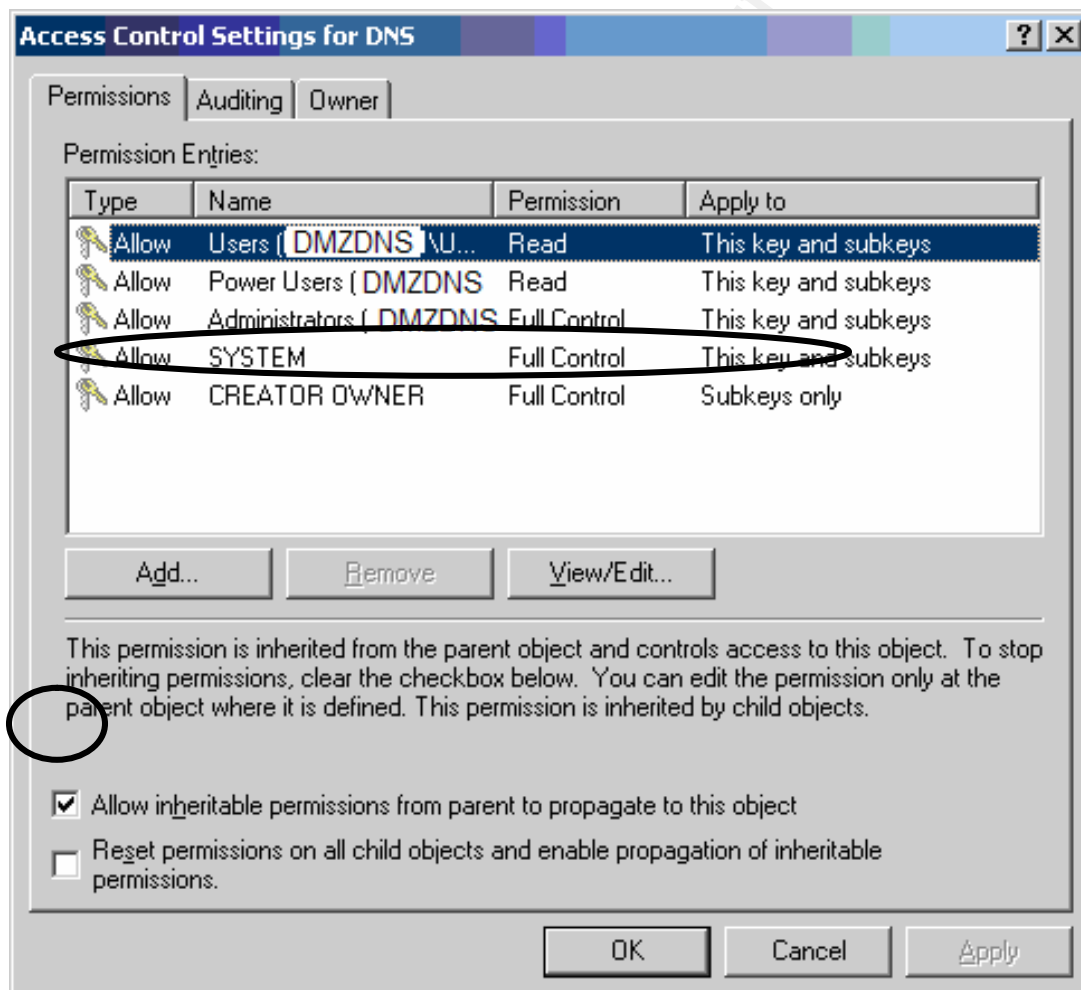 Access Control Settings for DNS
Permissions Auditing Owner
Permission Entries:
Type Name Permission Apply to
Allow Users ( DMZDNS \U... Read This key and subkeys
Allow Power Users ( DMZDNS Read This key and subkeys
Allow Administrators ( DMZDNS Full Control This key and subkeys
Allow SYSTEM Full Control This key and subkeys
Allow CREATOR OWNER Full Control Subkeys only
Add... Remove View/Edit...
This permission is inherited from the parent object and controls access to this object. To stop
inheriting permissions, clear the checkbox below. You can edit the permission only at the
parent object where it is defined. This permission is inherited by child objects.
Allow inheritable permissions from parent to propagate to this object
Reset permissions on all child objects and enable propagation of inheritable
permissions.
OK Cancel Apply